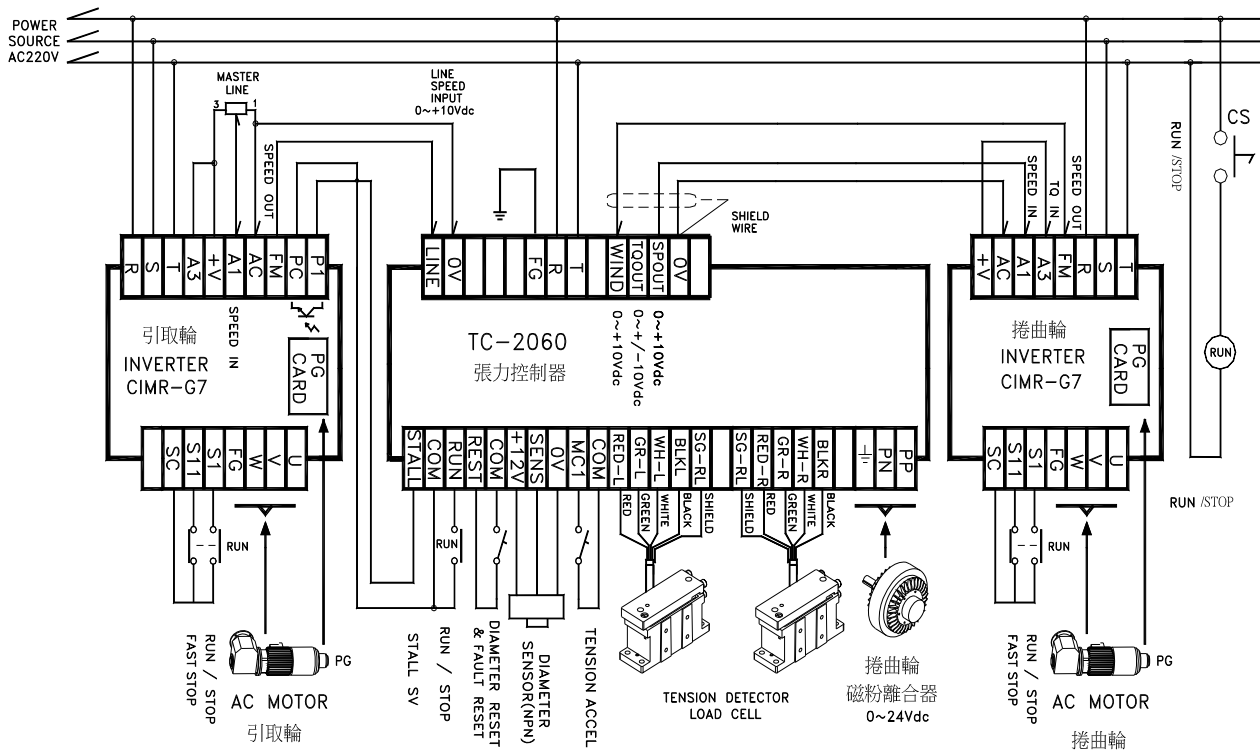 POWER
SOURCE
AC220V
MASTER
LINE
3
1
LINE
SPEED
INPUT
0~+10Vdc
SPEED OUT
SHIELD
WIRE
SPEED IN
TQ IN
SPEED OUT
RUN /STOP
CS
RUN
R
S
T
A3
+V
A1
AC
FM
PC
P1
引取輪
INVERTER
CIMR-G7
SPEED IN
PG
CARD
SC
S11
S1
FG
W
V
U
RUN
RUN / STOP
FAST STOP
PG
AC MOTOR
引取輪
LINE
0V
FG
R
T
WIND
TQOUT
SPOUT
0V
0~+10Vdc
0~+/-10Vdc
0~+10Vdc
TC-2060
張力控制器
STALL
COM
RUN
REST
COM
+12V
SENS
0V
MC1
COM
RED-L
GR-L
WH-L
BLKL
SG-RL
SG-RL
RED-R
GR-R
WH-R
BLKR
PN
PP
RED
GREEN
WHITE
BLACK
SHIELD
SHIELD
RED
GREEN
WHITE
BLACK
RUN
STALL SV
RUN / STOP
DIAMETER RESET
& FAULT RESET
DIAMETER
SENSOR(NPN)
TENSION ACCEL
TENSION DETECTOR
LOAD CELL
捲曲輪
磁粉離合器
0~24Vdc
+V
AC
A1
A3
FM
R
S
T
捲曲輪
INVERTER
CIMR-G7
PG
CARD
SC
S11
S1
FG
W
V
U
RUN
RUN /STOP
RUN / STOP
FAST STOP
PG
AC MOTOR
捲曲輪